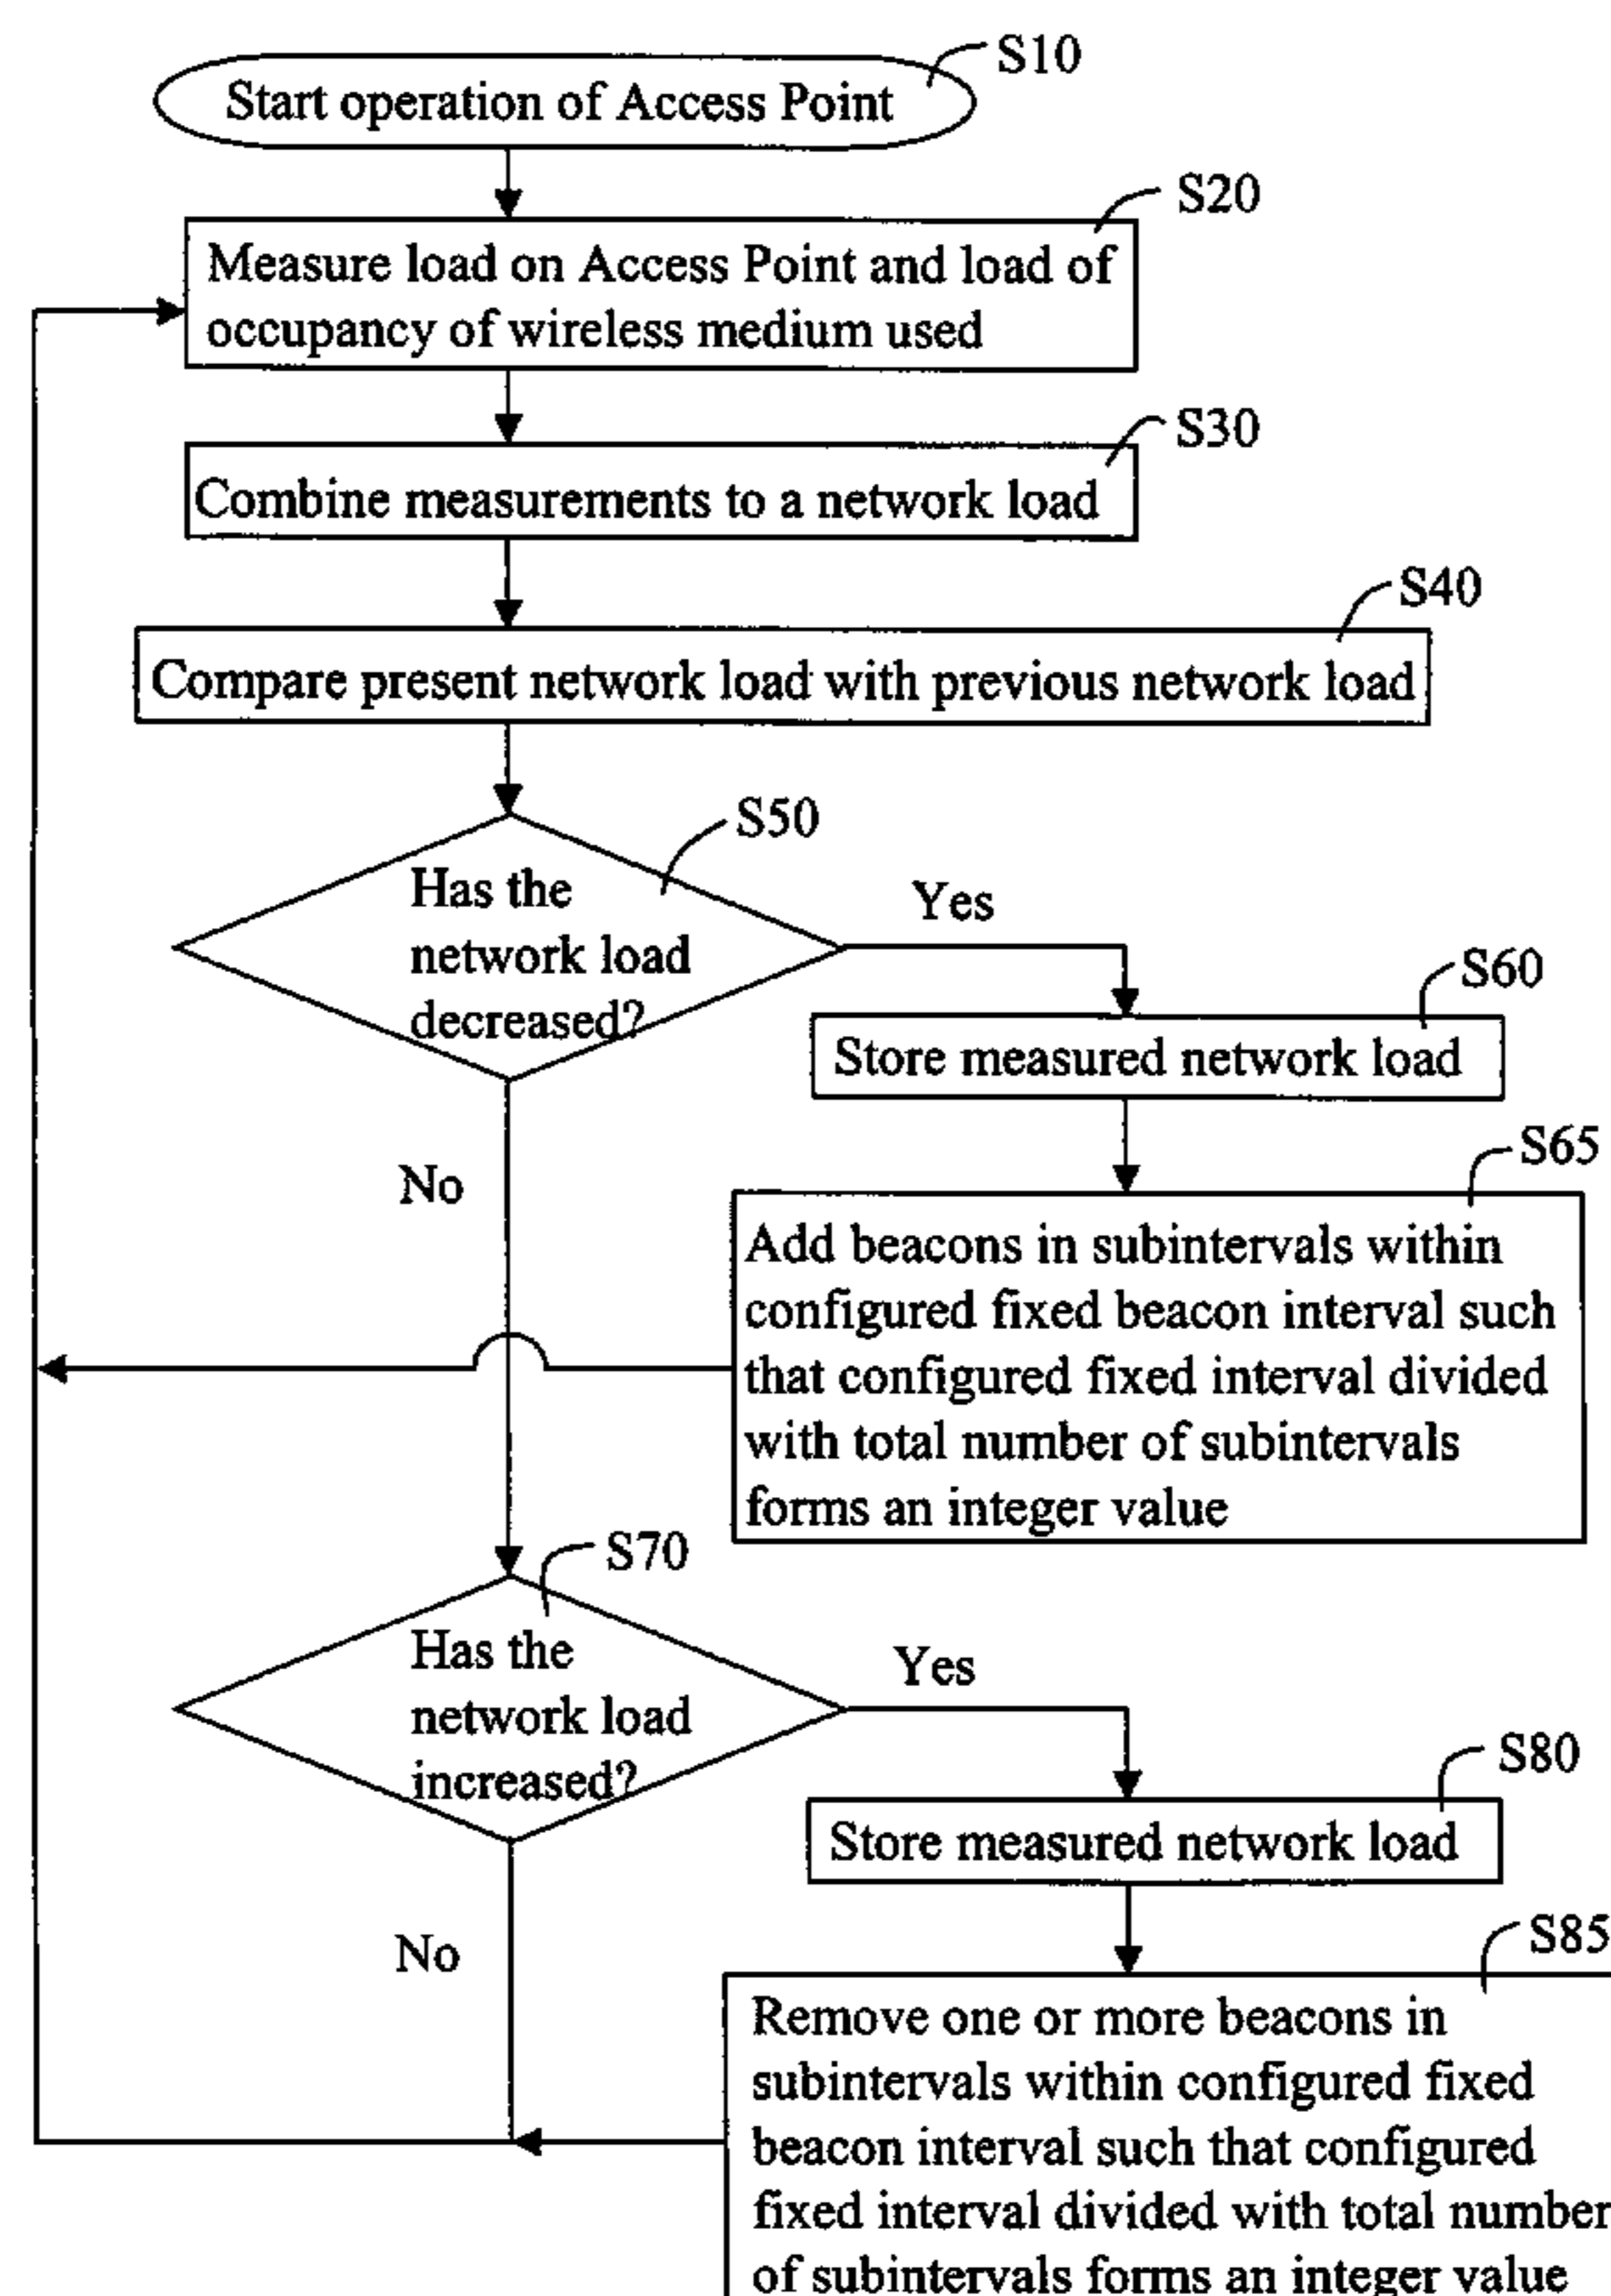 S10
Start operation of Access Point
S20
Measure load on Access Point and load of
occupancy of wireless medium used
S30
Combine measurements to a network load
S40
Compare present network load with previous network load
S50
Has the
network load
decreased?
Yes
No
S60
Store measured network load
S65
Add beacons in subintervals within
configured fixed beacon interval such
that configured fixed interval divided
with total number of subintervals
forms an integer value
S70
Has the
network load
increased?
Yes
No
S80
Store measured network load
S85
Remove one or more beacons in
subintervals within configured fixed
beacon interval such that configured
fixed interval divided with total number
of subintervals forms an integer value